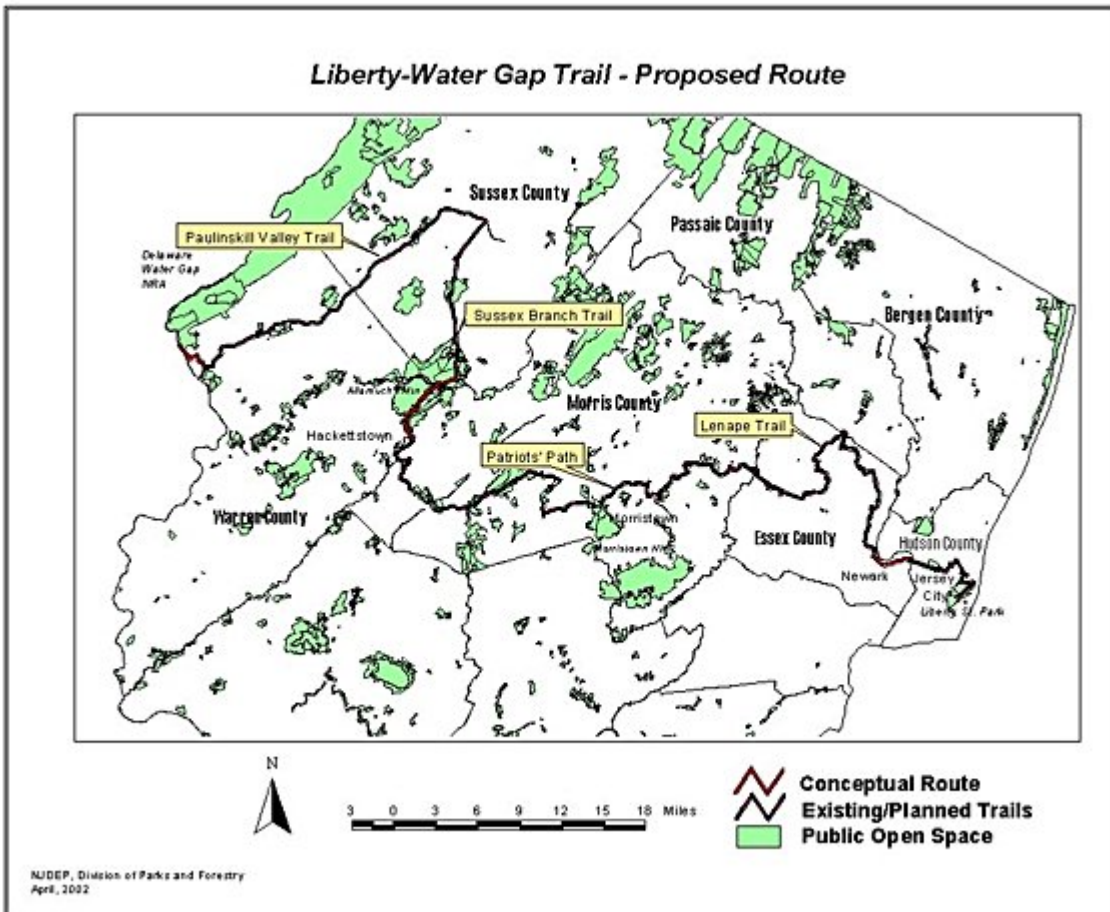 Liberty-Water Gap Trail - Proposed Route
Sussex County
Passaic County
Paulinskill Valley Trail
Delaware
Water Gap
NRA
Bergen County
Sussex Branch Trail
Morris County
Lenape Trail
Hackettstown
Patriots' Path
Warren County
Morristown
Essex County
Hudson County
Newark
Jersey
City
Liberty St. Park
N
3 0 3 6 9 12 15 18 Miles
Conceptual Route
Existing/Planned Trails
Public Open Space
NJDEP, Division of Parks and Forestry
April, 2002